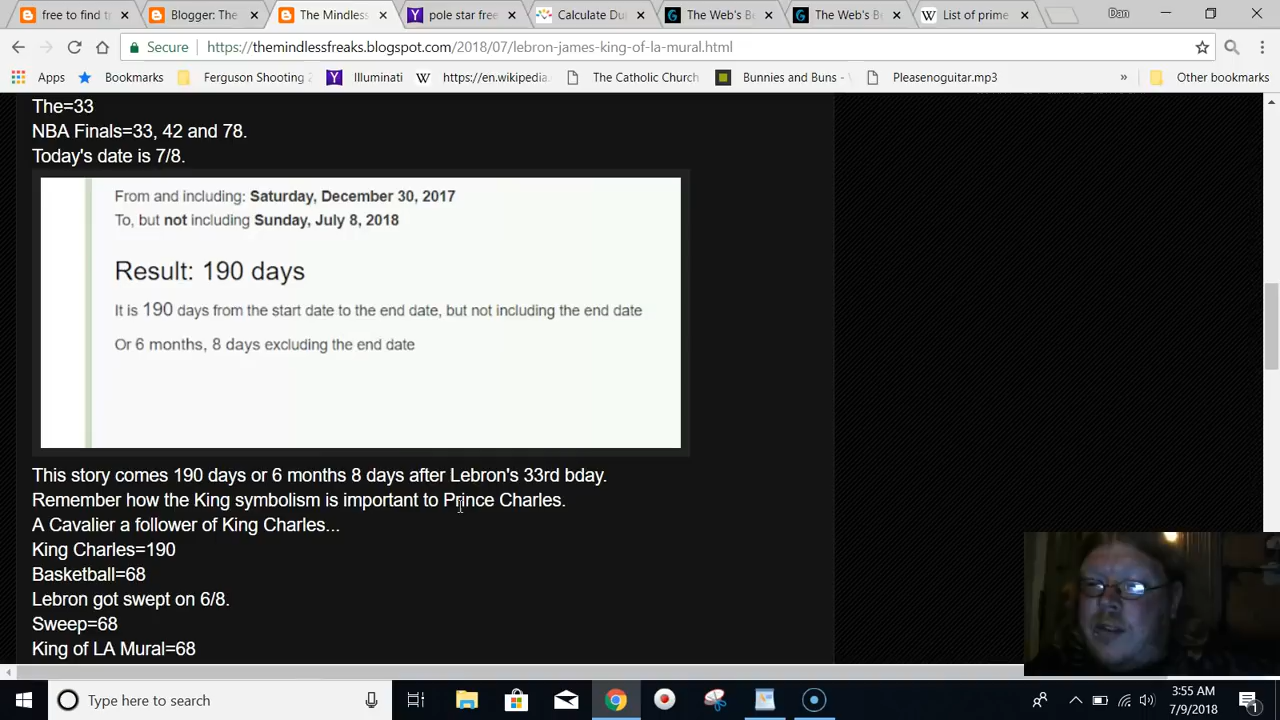 free to find tr
Blogger: The
The Mindless
pole star free
Calculate Du
The Web's Be
The Web's By
List of prime
Dan
Secure
https://themindlessfreaks.blogspot.com/2018/07/lebron-james-king-of-la-mural.html
Apps
Bookmarks
Ferguson Shooting
Illuminati
https://en.wikipedia.
The Catholic Church
Bunnies and Buns -
Pleasenoguitar.mp3
»
Other bookmarks
The=33
NBA Finals=33, 42 and 78.
Today's date is 7/8.
From and including: Saturday, December 30, 2017
To, but not including Sunday, July 8, 2018
Result: 190 days
It is 190 days from the start date to the end date, but not including the end date
Or 6 months, 8 days excluding the end date
This story comes 190 days or 6 months 8 days after Lebron's 33rd bday.
Remember how the King symbolism is important to Prince Charles.
A Cavalier a follower of King Charles...
King Charles=190
Basketball=68
Lebron got swept on 6/8.
Sweep=68
King of LA Mural=68
Type here to search
3:55 AM
7/9/2018